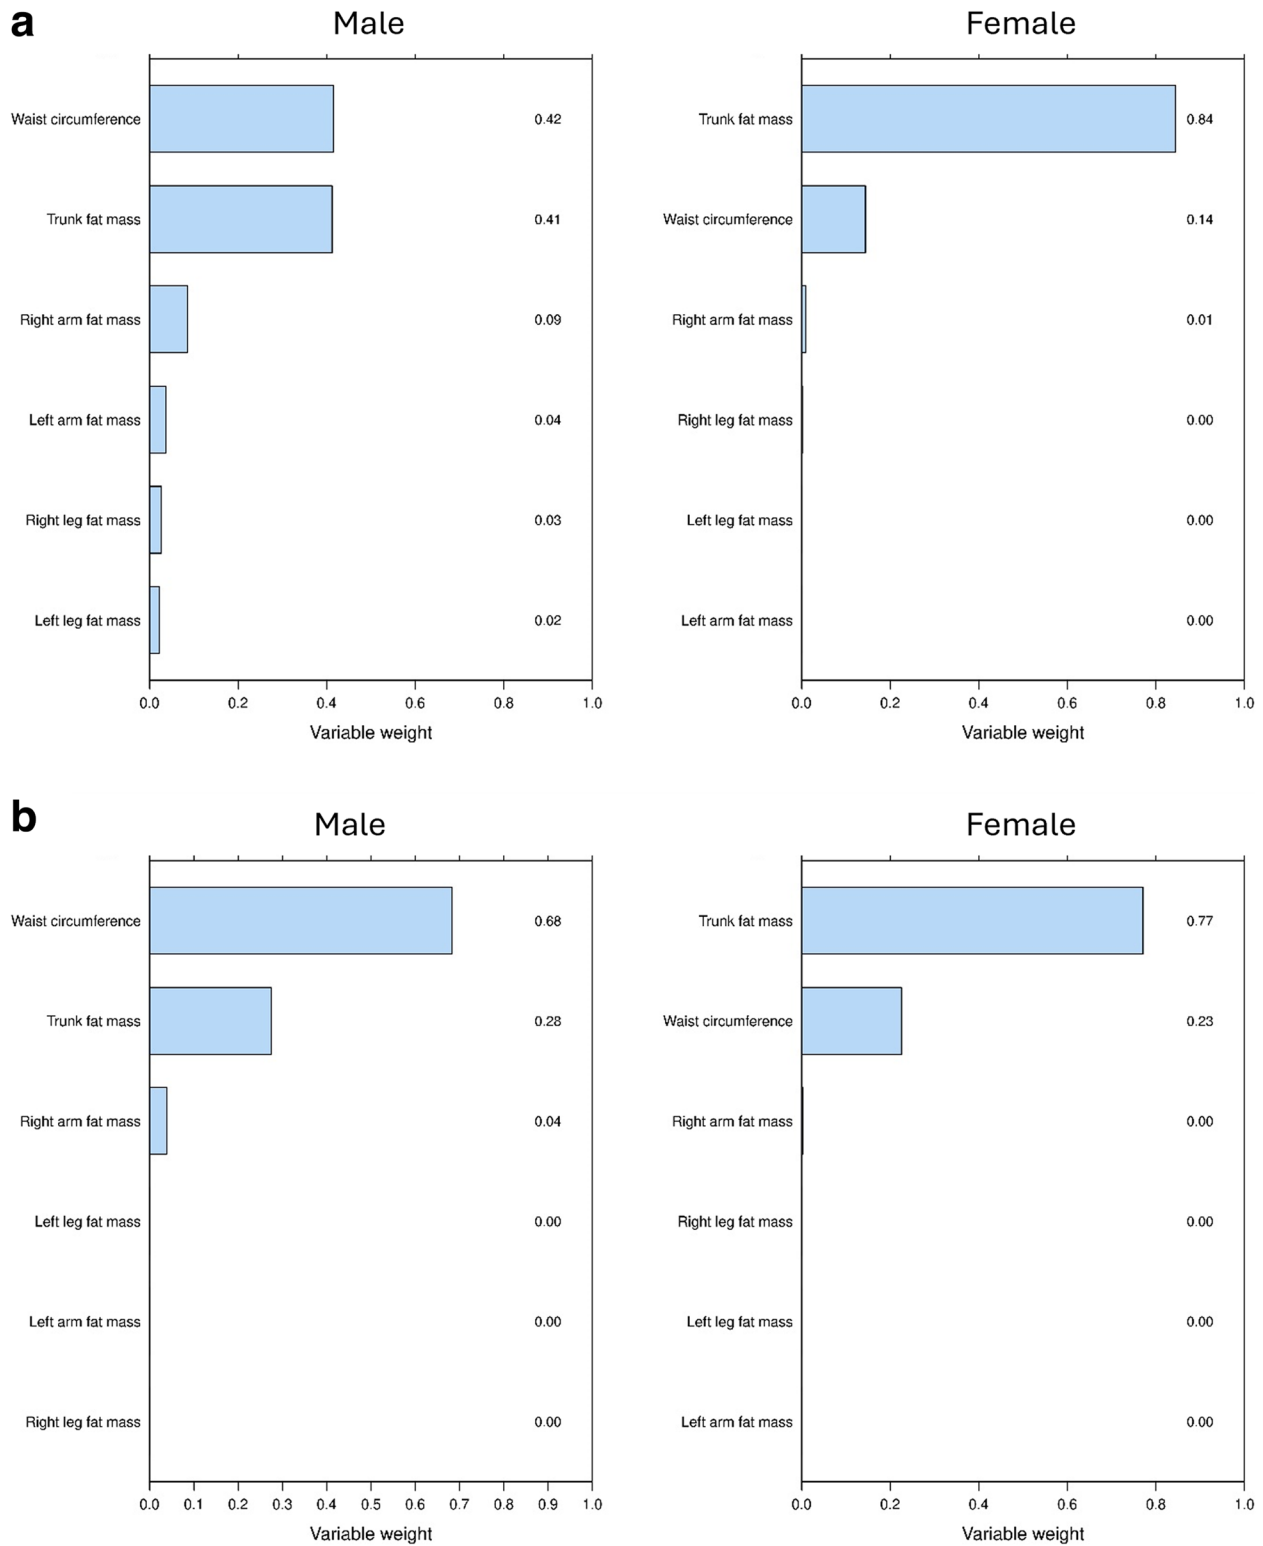 a
Male
Waist circumference 0.42
Trunk fat mass 0.41
Right arm fat mass 0.09
Left arm fat mass 0.04
Right leg fat mass 0.03
Left leg fat mass 0.02
0.0 0.2 0.4 0.6 0.8 1.0
Variable weight
Female
Trunk fat mass 0.84
Waist circumference 0.14
Right arm fat mass 0.01
Right leg fat mass 0.00
Left leg fat mass 0.00
Left arm fat mass 0.00
0.0 0.2 0.4 0.6 0.8 1.0
Variable weight
b
Male
Waist circumference 0.68
Trunk fat mass 0.28
Right arm fat mass 0.04
Left leg fat mass 0.00
Left arm fat mass 0.00
Right leg fat mass 0.00
0.0 0.1 0.2 0.3 0.4 0.5 0.6 0.7 0.8 0.9 1.0
Variable weight
Female
Trunk fat mass 0.77
Waist circumference 0.23
Right arm fat mass 0.00
Right leg fat mass 0.00
Left leg fat mass 0.00
Left arm fat mass 0.00
0.0 0.2 0.4 0.6 0.8 1.0
Variable weight